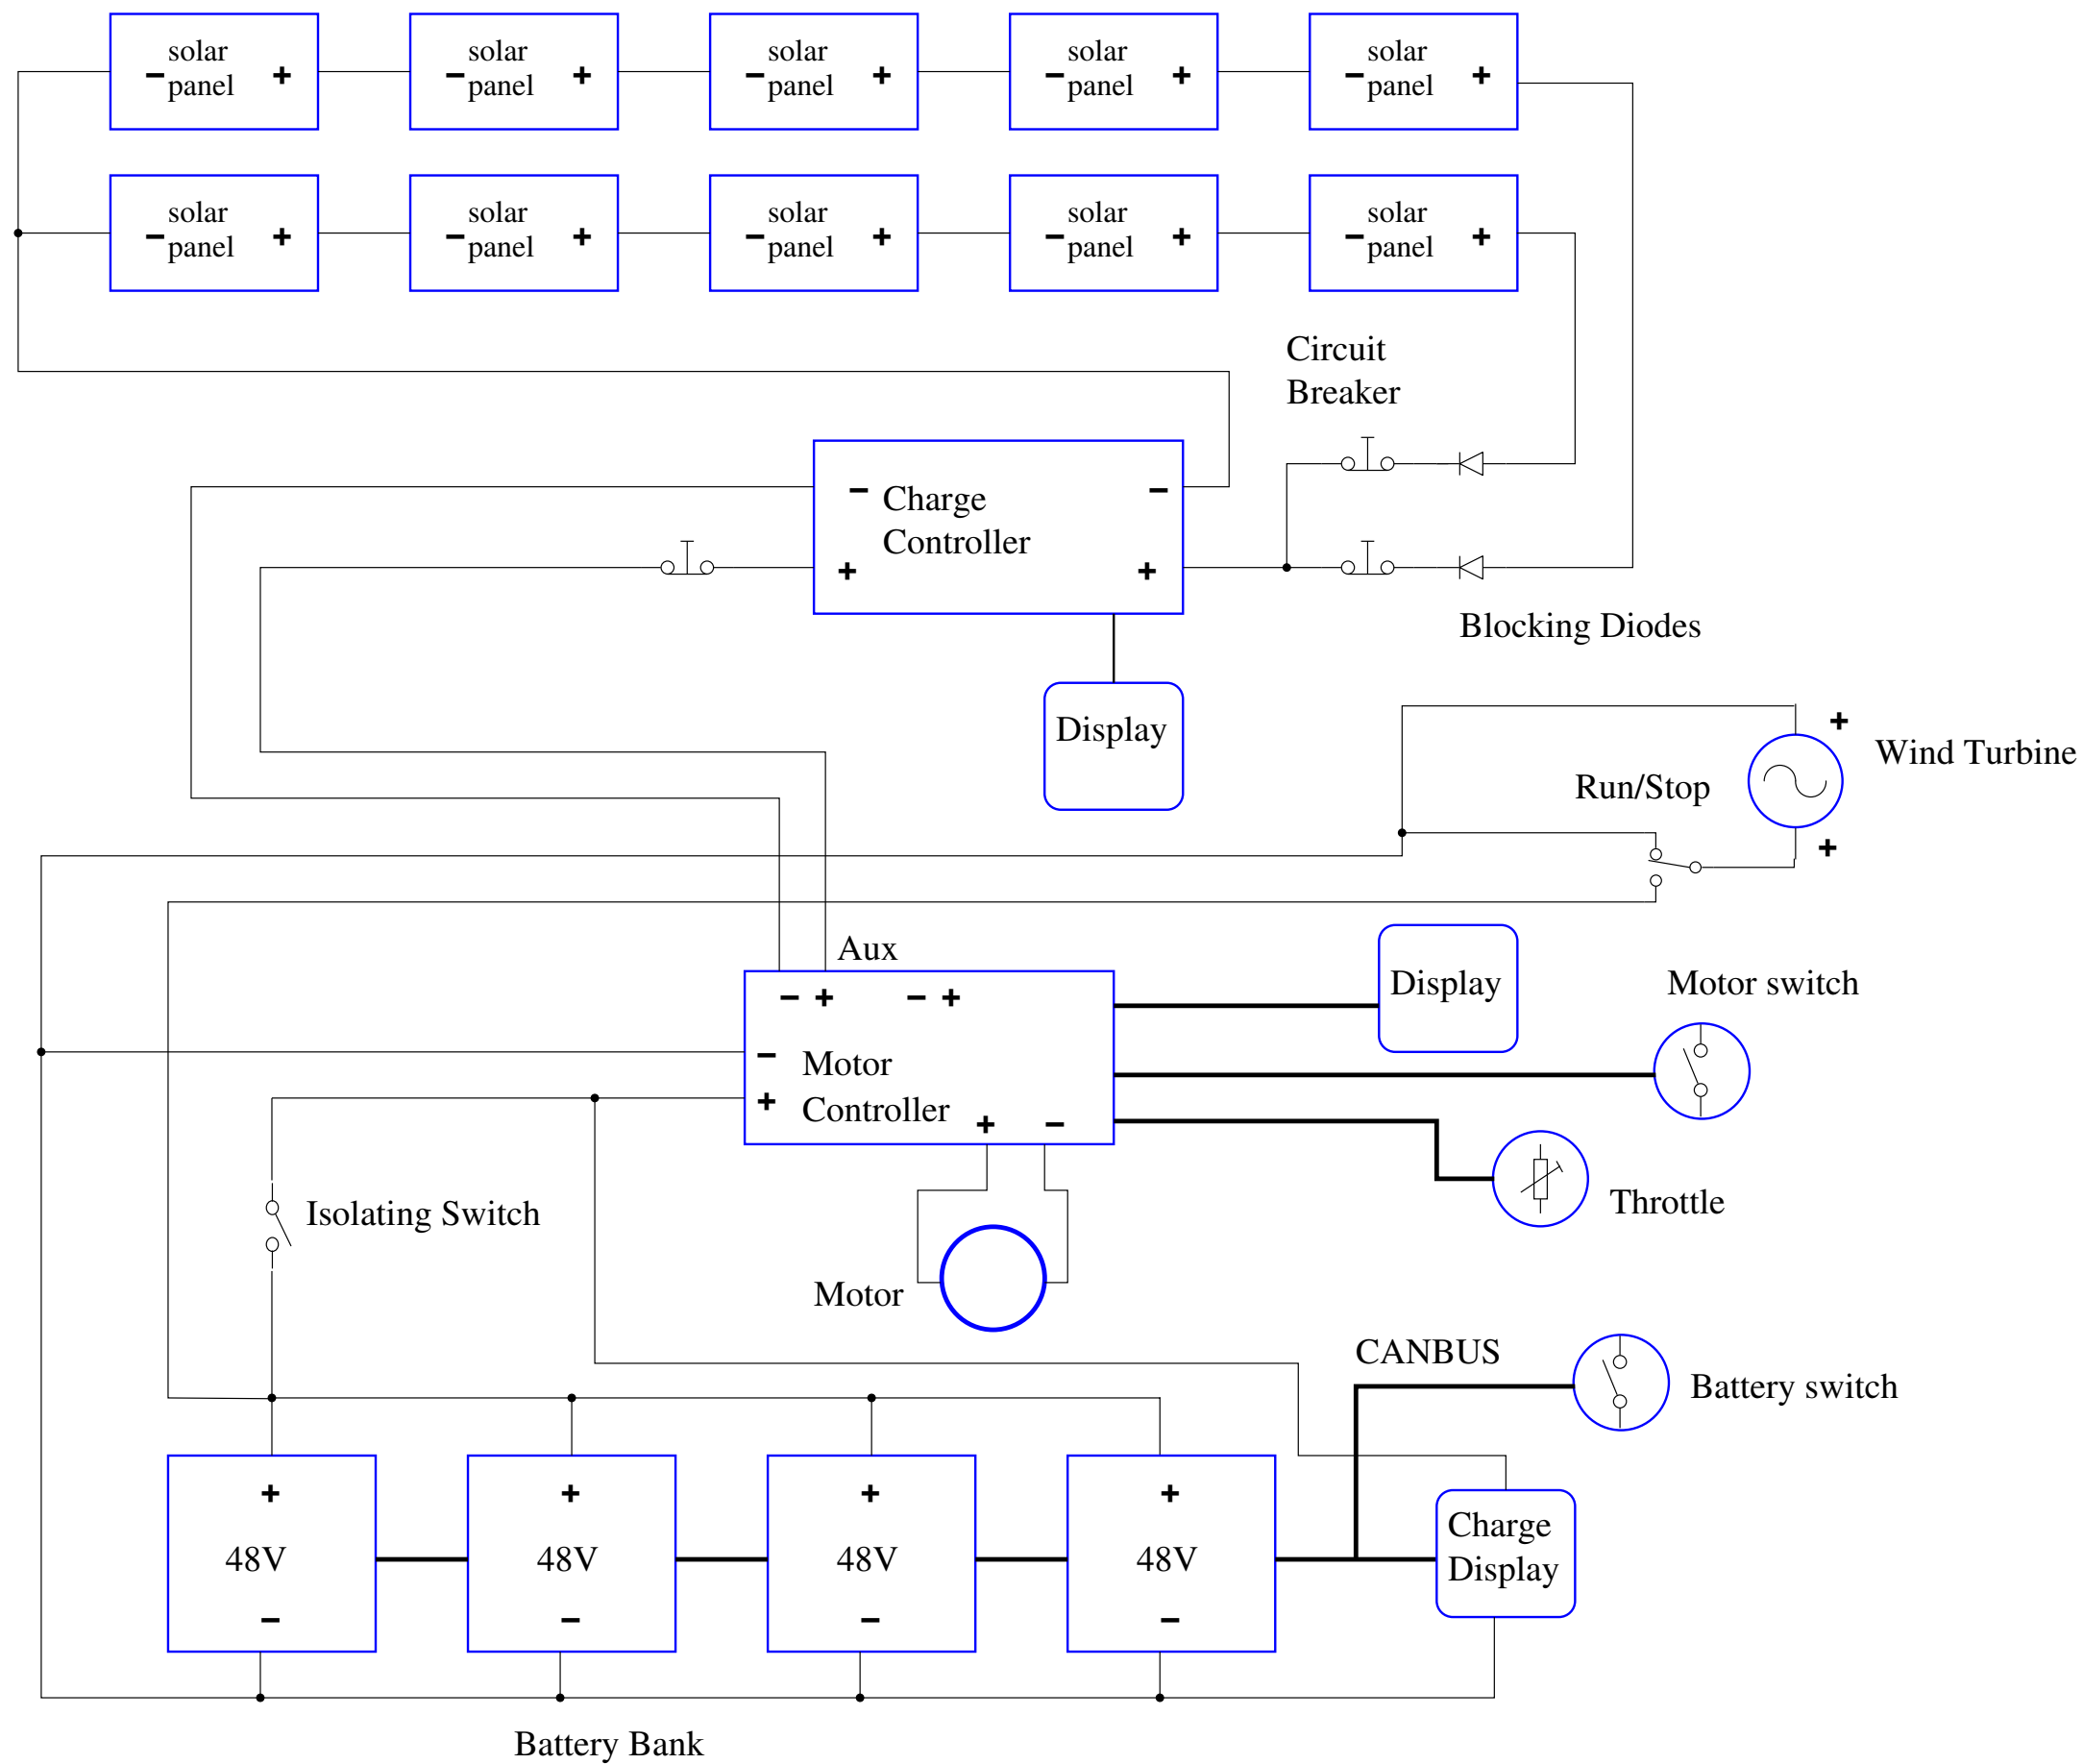 solar
panel
solar
panel
solar
panel
solar
panel
solar
panel
− +
− +
− +
− +
− +
solar
panel
solar
panel
solar
panel
solar
panel
solar
panel
− +
− +
− +
− +
− +
Circuit
Breaker
− Charge −
Controller
+ +
Blocking Diodes
Display
+
Wind Turbine
Run/Stop
+
Aux
− + − +
Display
Motor switch
− Motor
+ Controller
+ −
Throttle
Isolating Switch
Motor
CANBUS
Battery switch
+ + + +
Charge
Display
48V 48V 48V 48V
− − − −
Battery Bank